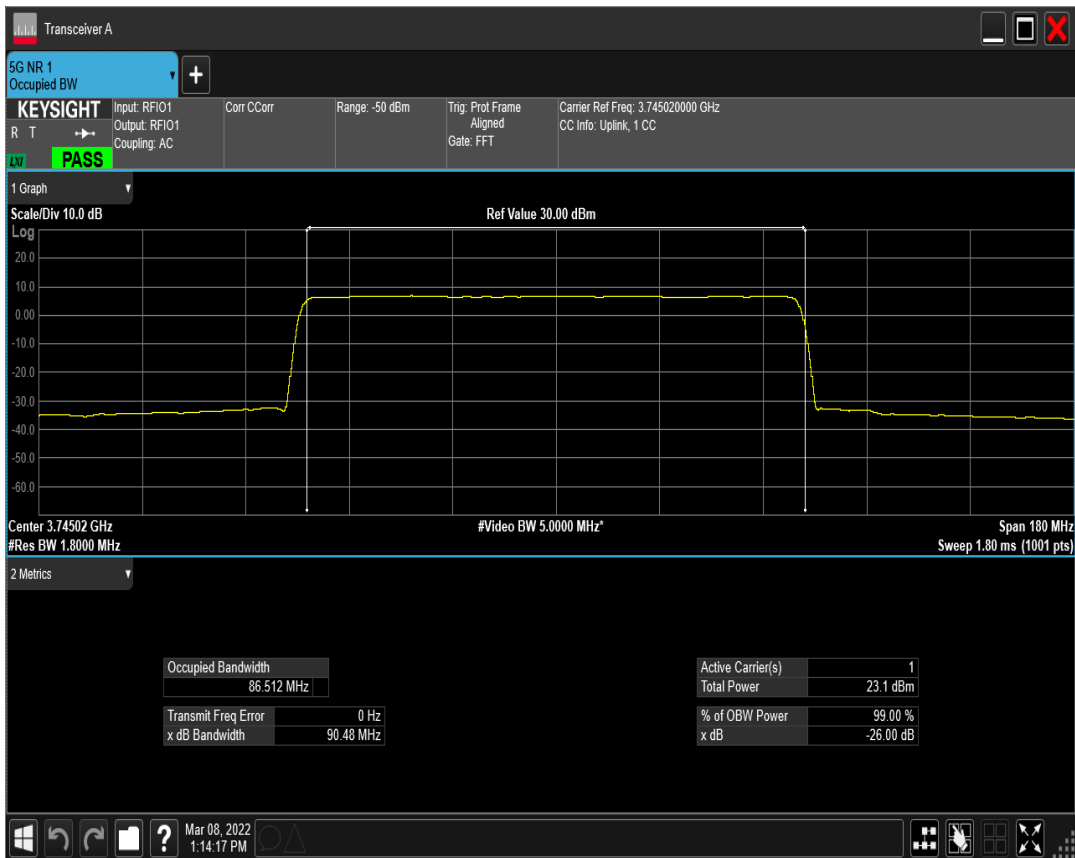 Transceiver A
5G NR 1
Occupied BW
+
KEYSIGHT
R T
LXI
PASS
Input: RFIO1
Output: RFIO1
Coupling: AC
Corr CCorr
Range: -50 dBm
Trig: Prot Frame
Aligned
Gate: FFT
Carrier Ref Freq: 3.745020000 GHz
CC Info: Uplink, 1 CC
1 Graph
Scale/Div 10.0 dB
Ref Value 30.00 dBm
Log
20.0
10.0
0.00
-10.0
-20.0
-30.0
-40.0
-50.0
-60.0
Center 3.74502 GHz
#Video BW 5.0000 MHz*
Span 180 MHz
#Res BW 1.8000 MHz
Sweep 1.80 ms (1001 pts)
2 Metrics
Occupied Bandwidth
86.512 MHz
Transmit Freq Error 0 Hz
x dB Bandwidth 90.48 MHz
Active Carrier(s) 1
Total Power 23.1 dBm
% of OBW Power 99.00 %
x dB -26.00 dB
?
Mar 08, 2022
1:14:17 PM